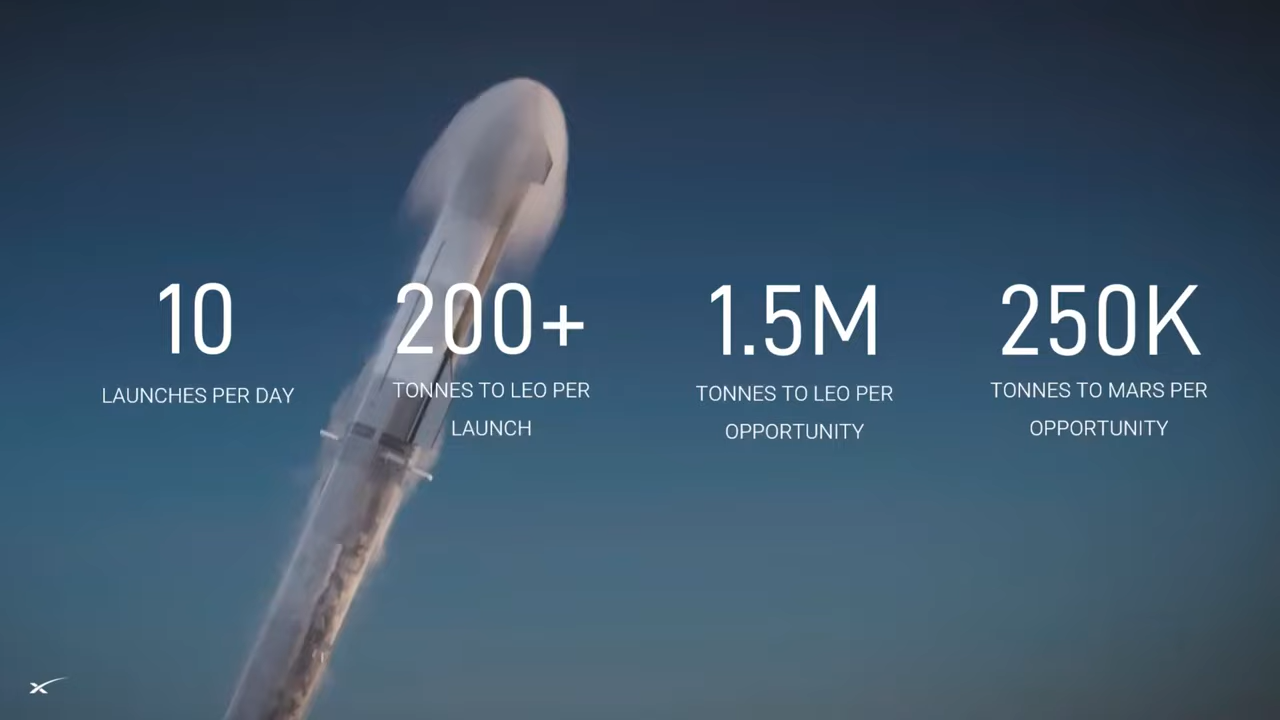 10
LAUNCHES PER DAY
200+
TONNES TO LEO PER
LAUNCH
1.5M
TONNES TO LEO PER
OPPORTUNITY
250K
TONNES TO MARS PER
OPPORTUNITY